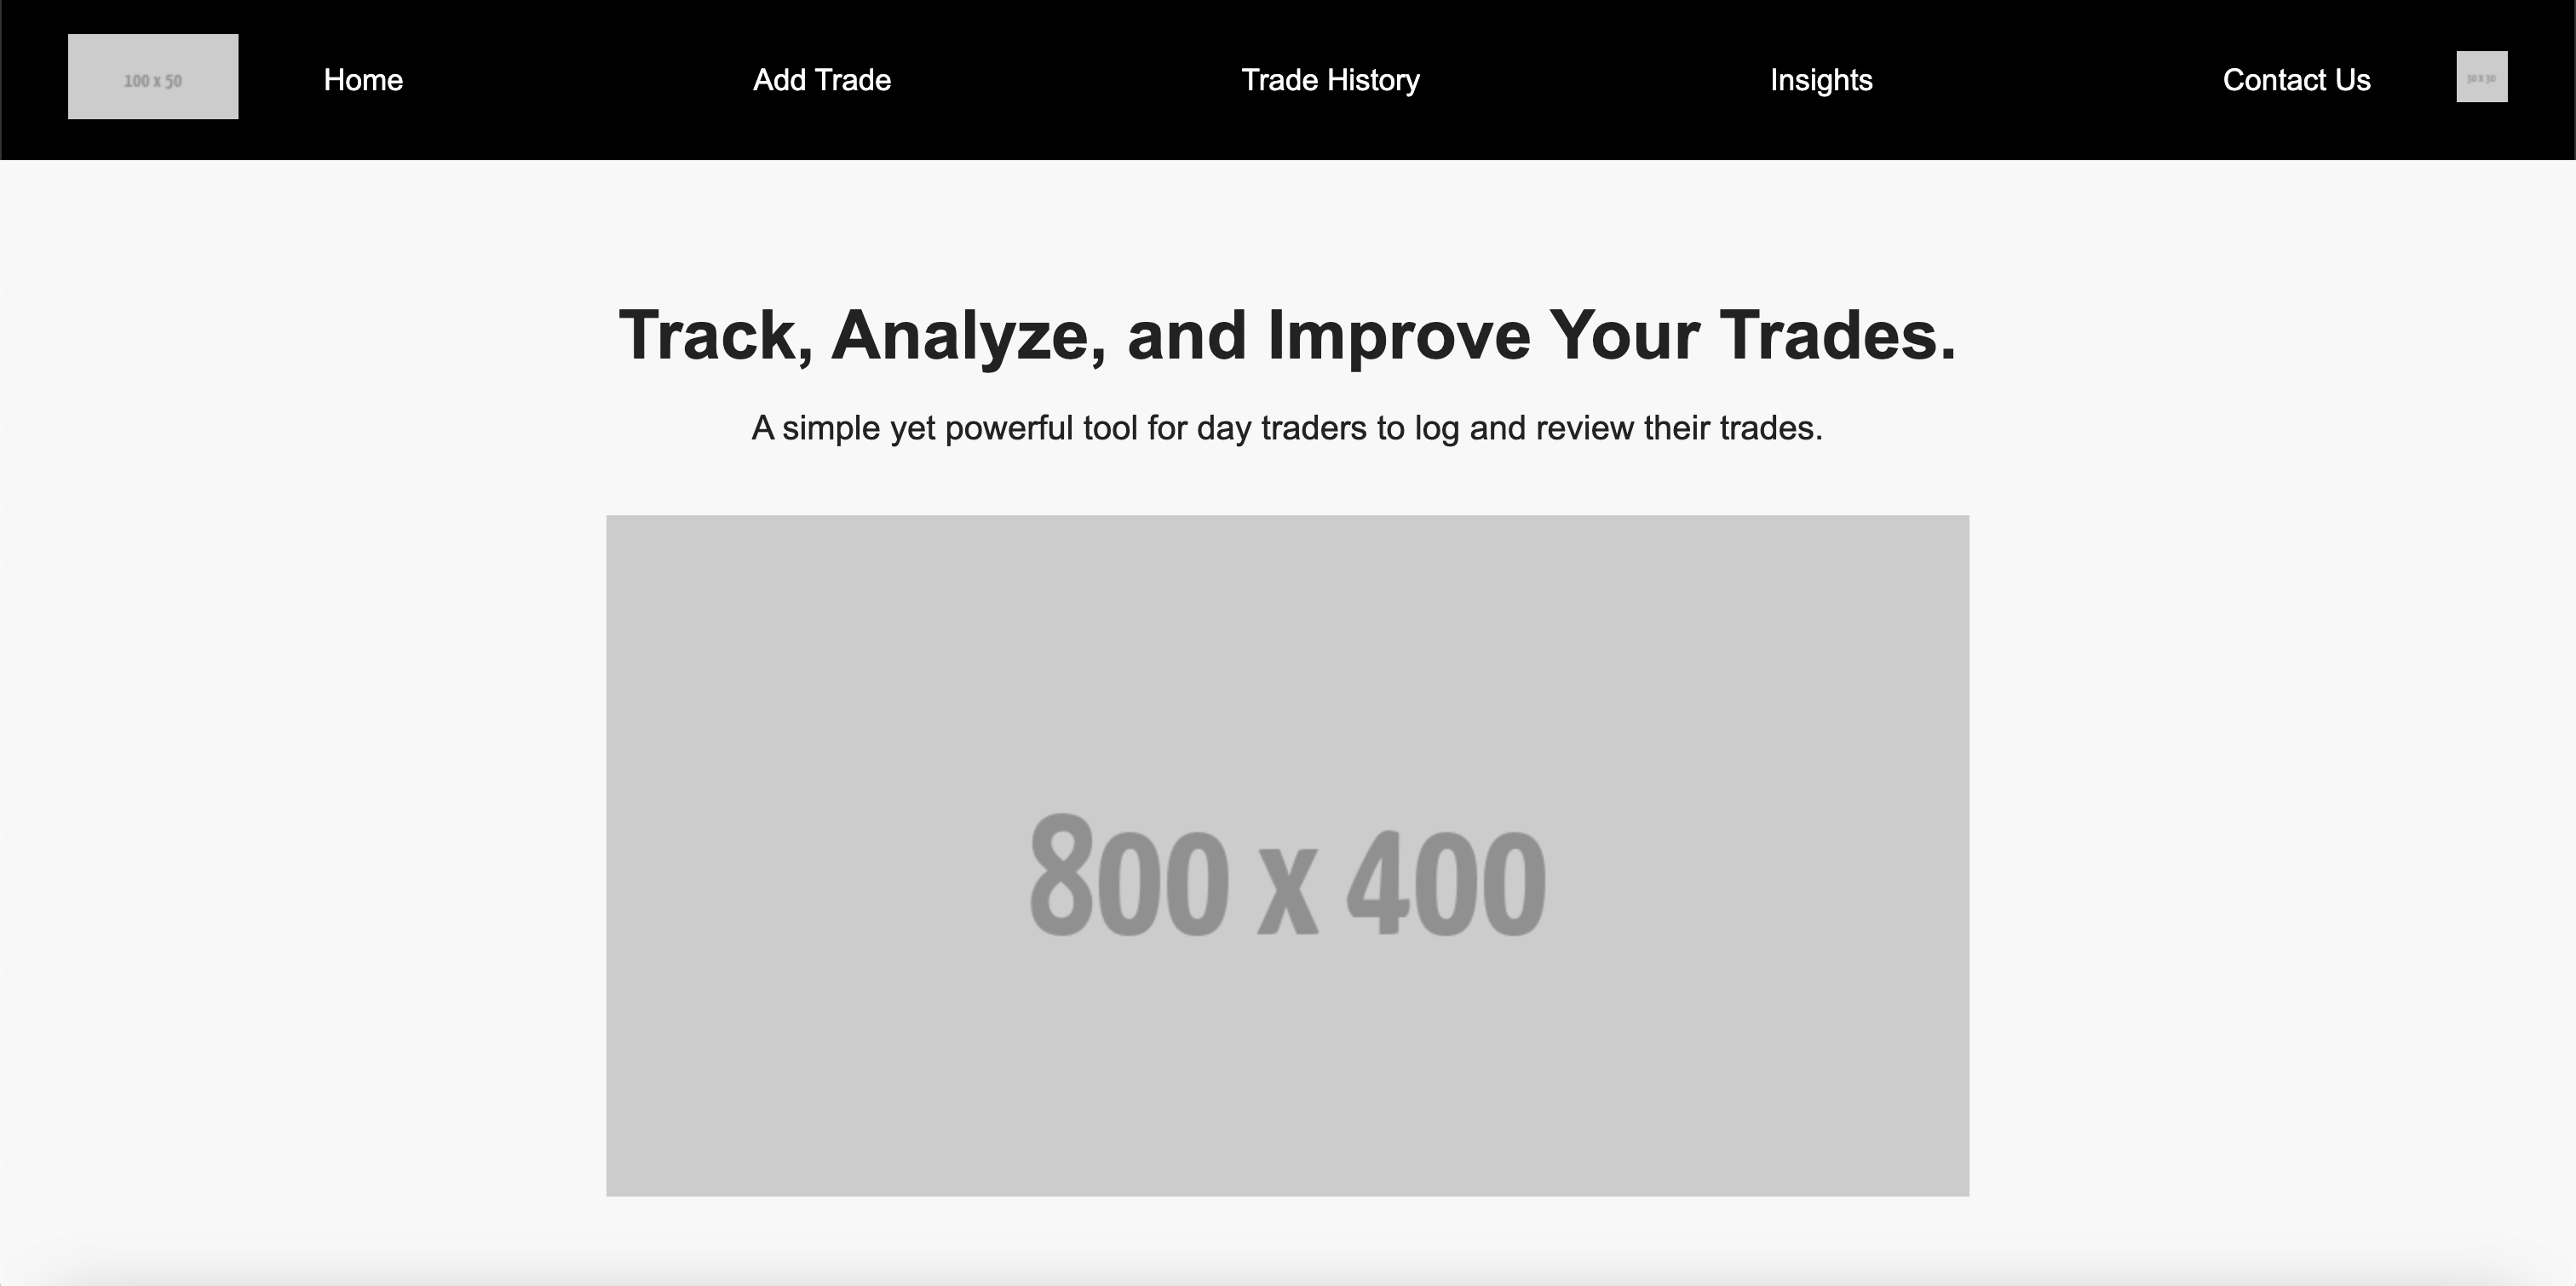 100 x 50
Home
Add Trade
Trade History
Insights
Contact Us
30 x 30
Track, Analyze, and Improve Your Trades.
A simple yet powerful tool for day traders to log and review their trades.
800 x 400